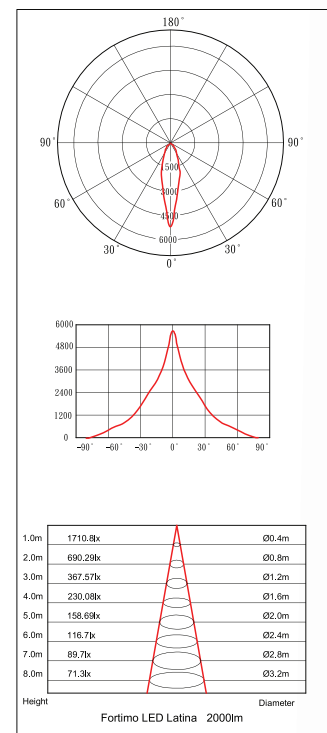 180°
90° 90°
1500
3000
60° 60°
4500
6000
30° 30°
0°
6000
4800
3600
2400
1200
0
-90° -60° -30° 0° 30° 60° 90°
1.0m 1710.8lx Ø0.4m
2.0m 690.29lx Ø0.8m
3.0m 367.57lx Ø1.2m
4.0m 230.08lx Ø1.6m
5.0m 158.69lx Ø2.0m
6.0m 116.7lx Ø2.4m
7.0m 89.7lx Ø2.8m
8.0m 71.3lx Ø3.2m
Height Diameter
Fortimo LED Latina 2000lm